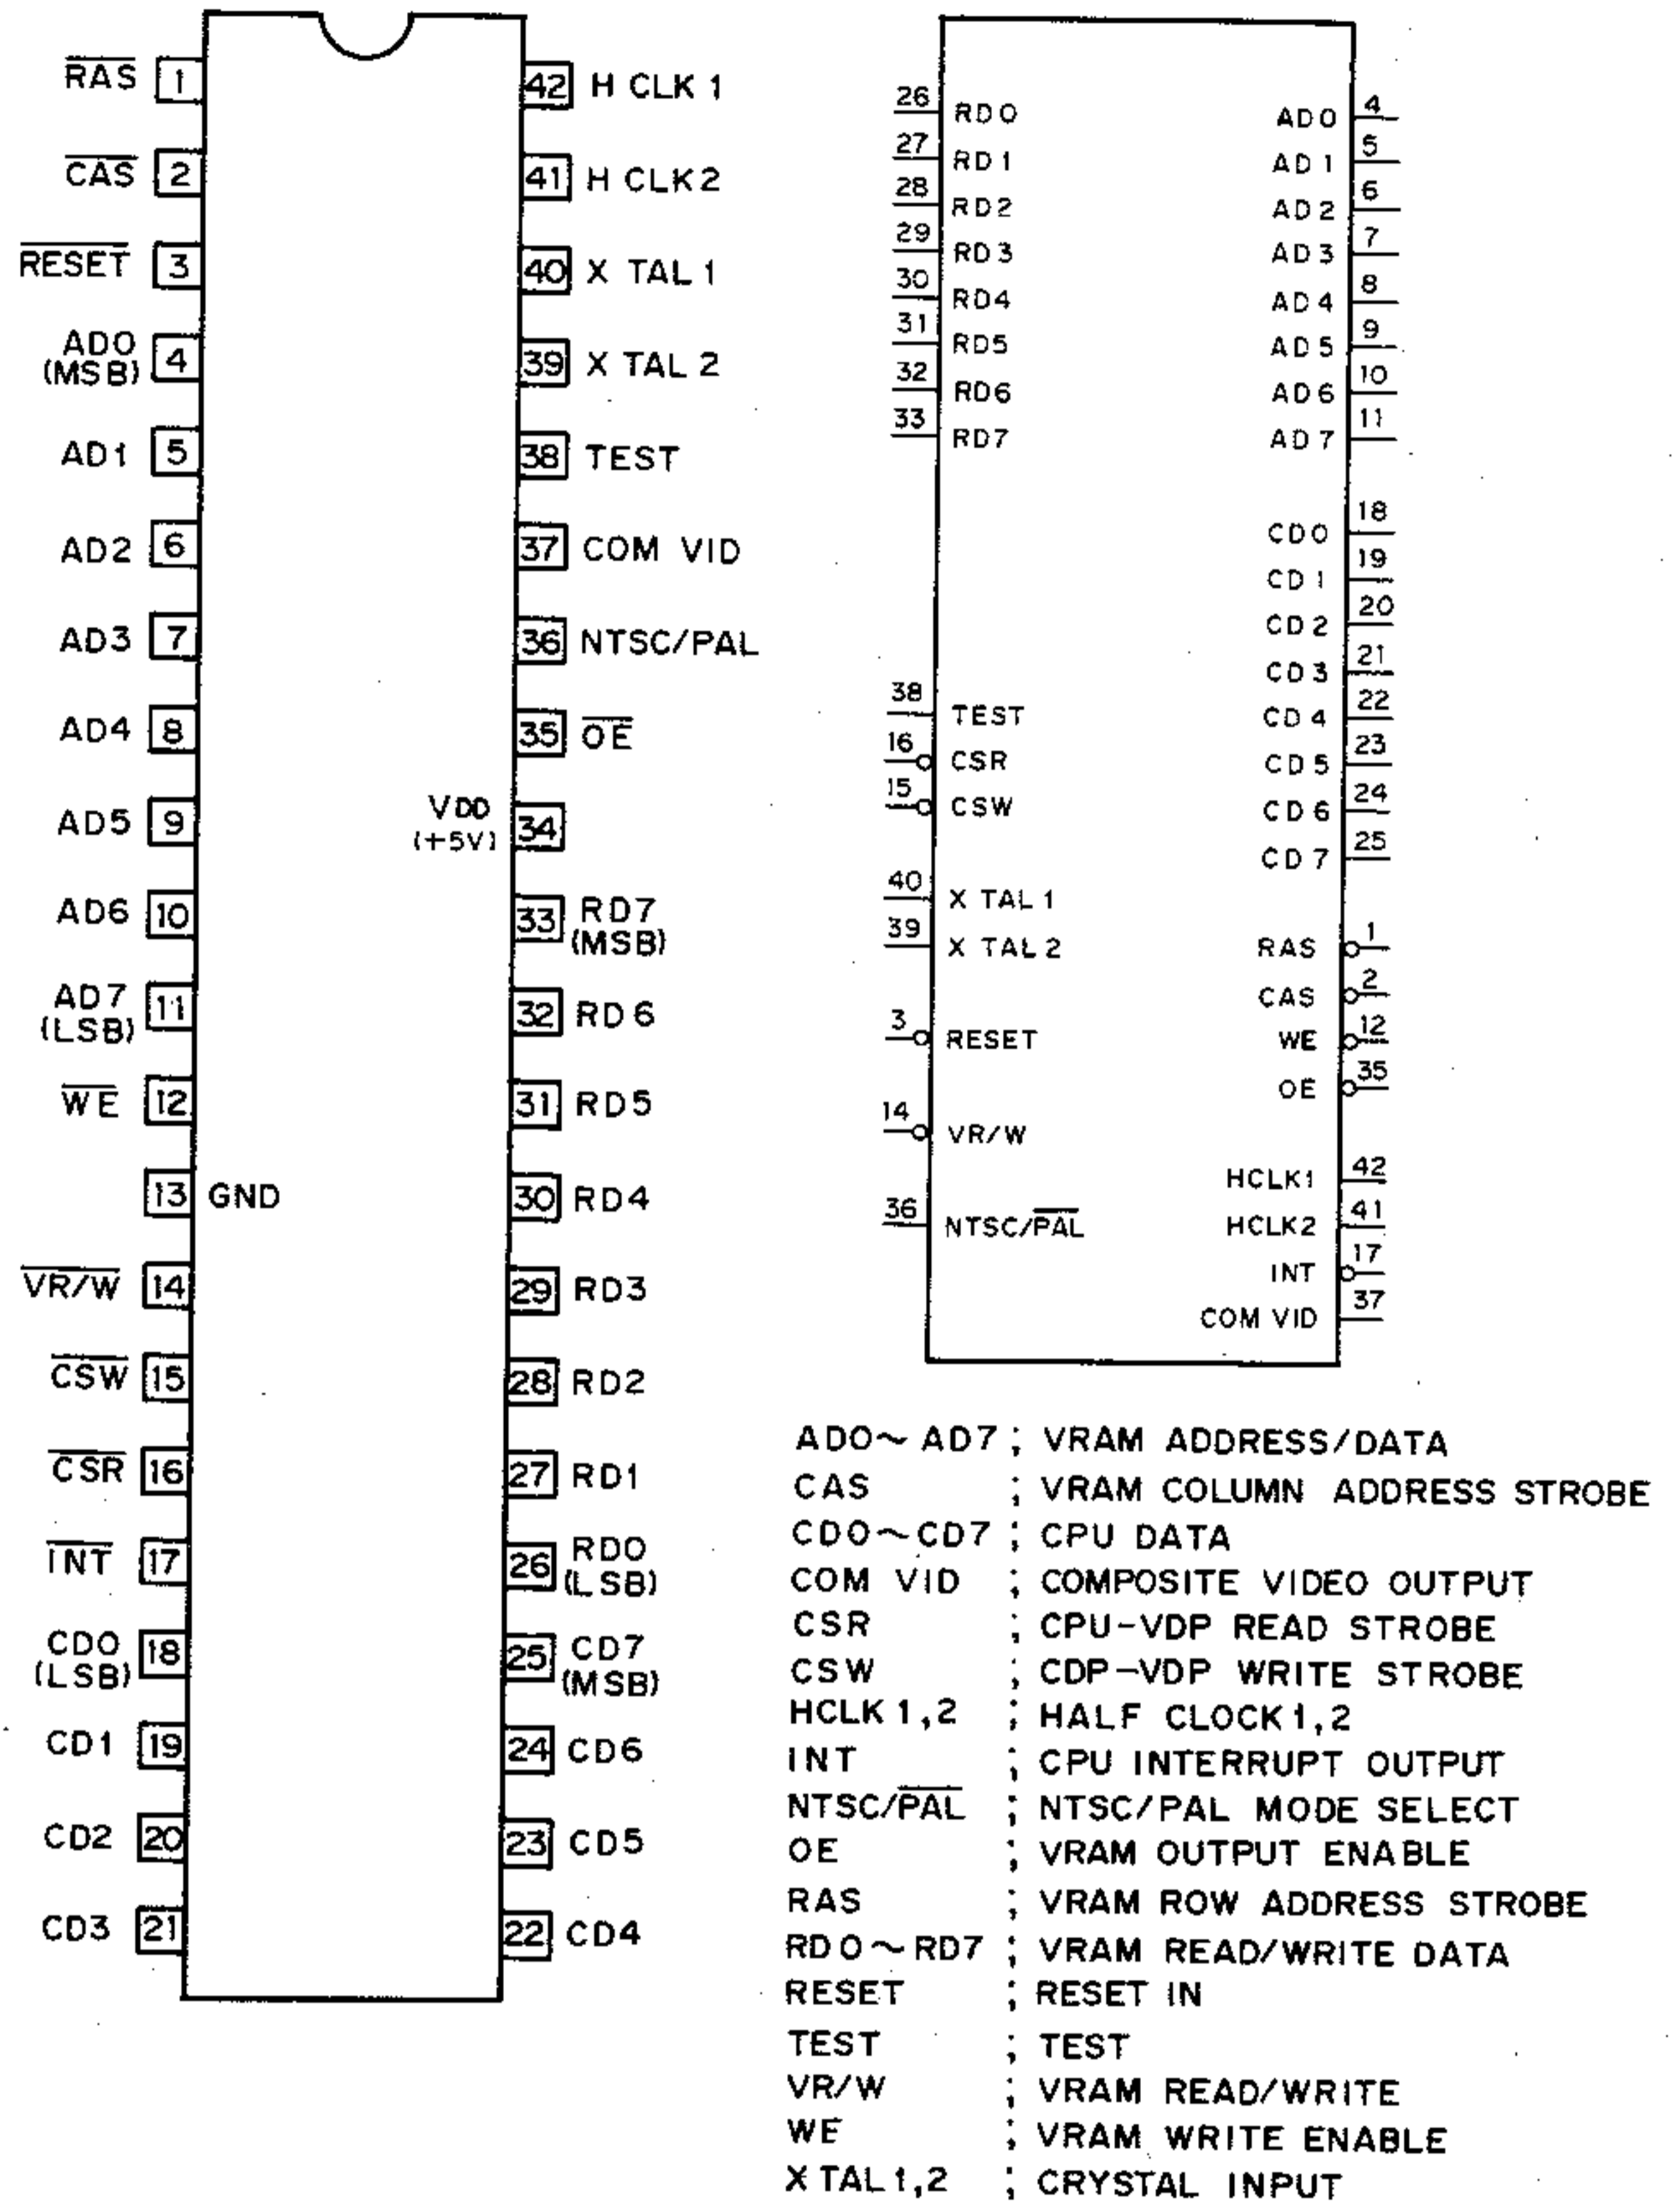 RAS 1
CAS 2
RESET 3
AD0
(MSB) 4
AD1 5
AD2 6
AD3 7
AD4 8
AD5 9
AD6 10
AD7
(LSB) 11
WE 12
13 GND
VR/W 14
CSW 15
CSR 16
INT 17
CD0
(LSB) 18
CD1 19
CD2 20
CD3 21
42 H CLK 1
41 H CLK2
40 X TAL 1
39 X TAL 2
38 TEST
37 COM VID
36 NTSC/PAL
35 OE
VDD
(+5V) 34
33 RD7
(MSB)
32 RD6
31 RD5
30 RD4
29 RD3
28 RD2
27 RD1
26 RD0
(LSB)
25 CD7
(MSB)
24 CD6
23 CD5
22 CD4
26 RD0
27 RD1
28 RD2
29 RD3
30 RD4
31 RD5
32 RD6
33 RD7
38 TEST
16 CSR
15 CSW
40 X TAL 1
39 X TAL 2
3 RESET
14 VR/W
36 NTSC/PAL
AD0 4
AD1 5
AD2 6
AD3 7
AD4 8
AD5 9
AD6 10
AD7 11
CD0 18
CD1 19
CD2 20
CD3 21
CD4 22
CD5 23
CD6 24
CD7 25
RAS 1
CAS 2
WE 12
OE 35
HCLK1 42
HCLK2 41
INT 17
COM VID 37
AD0~AD7 ; VRAM ADDRESS/DATA
CAS ; VRAM COLUMN ADDRESS STROBE
CD0~CD7 ; CPU DATA
COM VID ; COMPOSITE VIDEO OUTPUT
CSR ; CPU-VDP READ STROBE
CSW ; CDP-VDP WRITE STROBE
HCLK1,2 ; HALF CLOCK1,2
INT ; CPU INTERRUPT OUTPUT
NTSC/PAL ; NTSC/PAL MODE SELECT
OE ; VRAM OUTPUT ENABLE
RAS ; VRAM ROW ADDRESS STROBE
RD0~RD7 ; VRAM READ/WRITE DATA
RESET ; RESET IN
TEST ; TEST
VR/W ; VRAM READ/WRITE
WE ; VRAM WRITE ENABLE
X TAL1,2 ; CRYSTAL INPUT